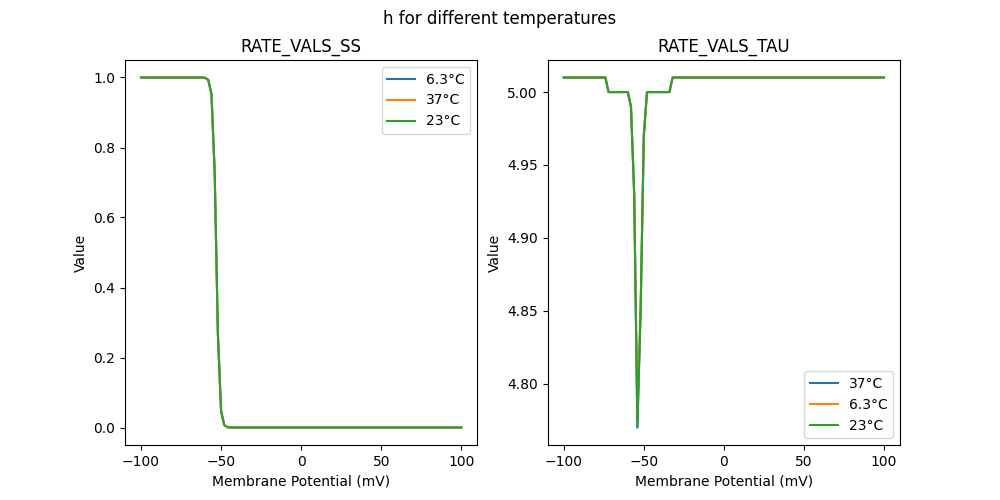 h for different temperatures
RATE_VALS_SS
1.0
0.8
0.6
0.4
0.2
0.0
Value
−100
−50
0
50
100
Membrane Potential (mV)
6.3°C
37°C
23°C
RATE_VALS_TAU
5.00
4.95
4.90
4.85
4.80
Value
−100
−50
0
50
100
Membrane Potential (mV)
37°C
6.3°C
23°C